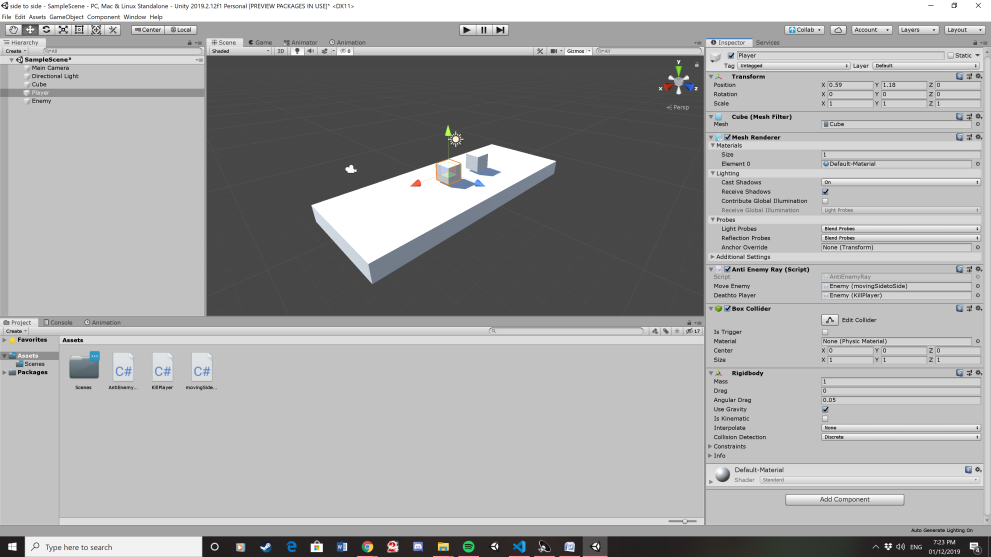 side to side - SampleScene - PC, Mac & Linux Standalone - Unity 2019.2.12f1 Personal [PREVIEW PACKAGES IN USE]* <DX11>
File Edit Assets GameObject Component Window Help
Center Local Collab Account Layers Layout
Hierarchy
Create All
SampleScene*
Main Camera
Directional Light
Cube
Player
Enemy
Scene Game Animator Animation
Shaded 2D 0 Gizmos All
y
x z
Persp
Project Console Animation
Create 17
Favorites
Assets
Scenes
Packages
Assets
Scenes AntiEnemy... KillPlayer movingSide...
C# C# C#
Inspector Services
Player Static
Tag Untagged Layer Default
Transform
Position X 0.59 Y 1.18 Z 0
Rotation X 0 Y 0 Z 0
Scale X 1 Y 1 Z 1
Cube (Mesh Filter)
Mesh Cube
Mesh Renderer
Materials
Size 1
Element 0 Default-Material
Lighting
Cast Shadows On
Receive Shadows
Contribute Global Illumination
Receive Global Illumination Light Probes
Probes
Light Probes Blend Probes
Reflection Probes Blend Probes
Anchor Override None (Transform)
Additional Settings
Anti Enemy Ray (Script)
Script AntiEnemyRay
Move Enemy Enemy (movingSidetoSide)
Deathto Player Enemy (KillPlayer)
Box Collider
Edit Collider
Is Trigger
Material None (Physic Material)
Center X 0 Y 0 Z 0
Size X 1 Y 1 Z 1
Rigidbody
Mass 1
Drag 0
Angular Drag 0.05
Use Gravity
Is Kinematic
Interpolate None
Collision Detection Discrete
Constraints
Info
Default-Material
Shader Standard
Add Component
Auto Generate Lighting On
Type here to search
ENG
7:23 PM
01/12/2019
4